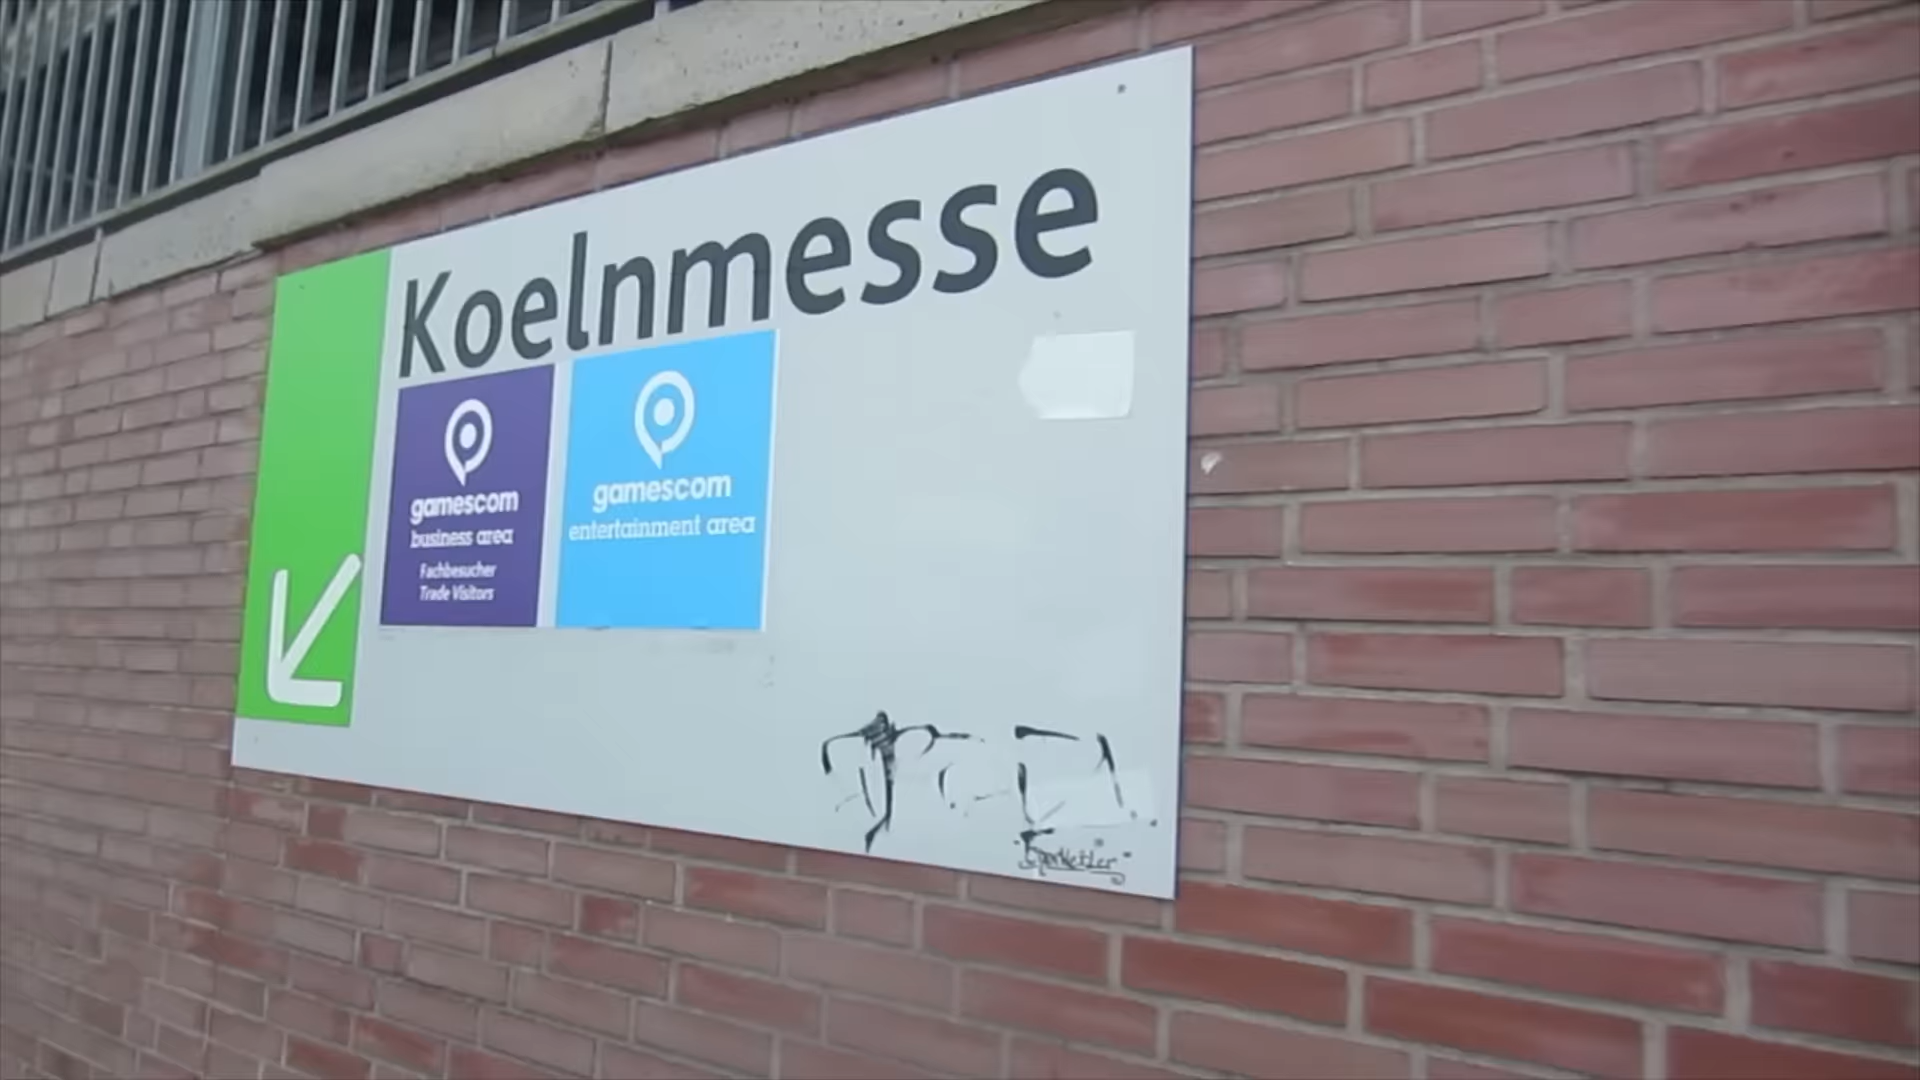 Koelnmesse
gamescom
business area
Fachbesucher
Trade Visitors
gamescom
entertainment area